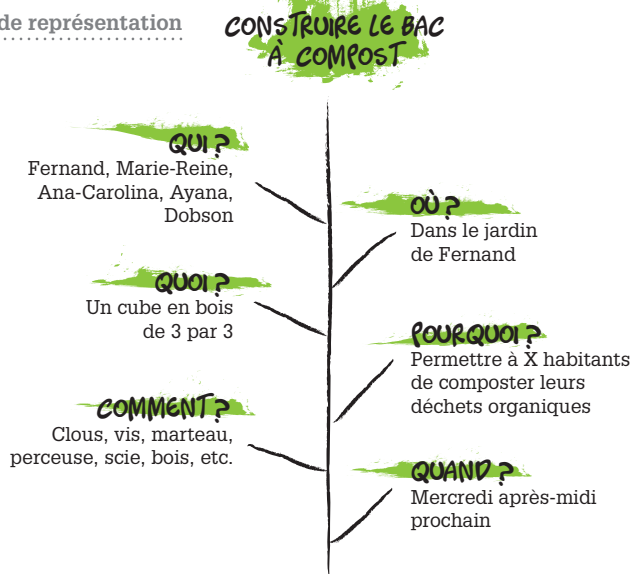 de représentation
CONSTRUIRE LE BAC
À COMPOST
QUI ?
Fernand, Marie-Reine,
Ana-Carolina, Ayana,
Dobson
OÙ ?
Dans le jardin
de Fernand
QUOI ?
Un cube en bois
de 3 par 3
POURQUOI ?
Permettre à X habitants
de composter leurs
déchets organiques
COMMENT ?
Clous, vis, marteau,
perceuse, scie, bois, etc.
QUAND ?
Mercredi après-midi
prochain